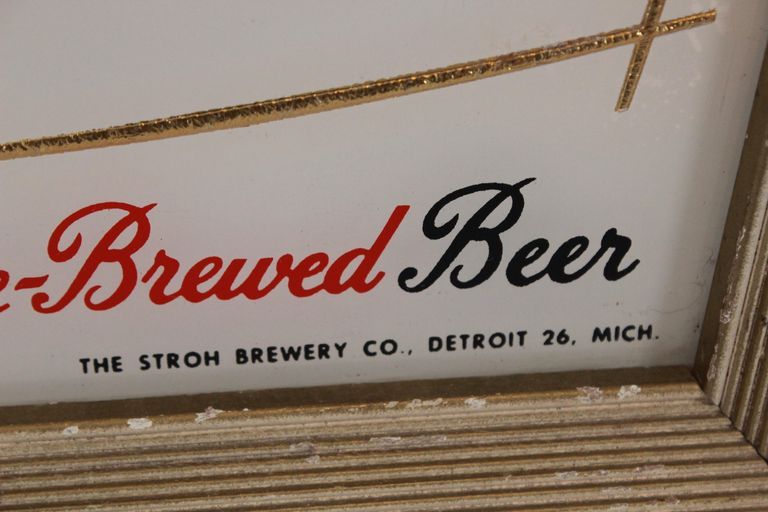 e-Brewed Beer
THE STROH BREWERY CO., DETROIT 26, MICH.